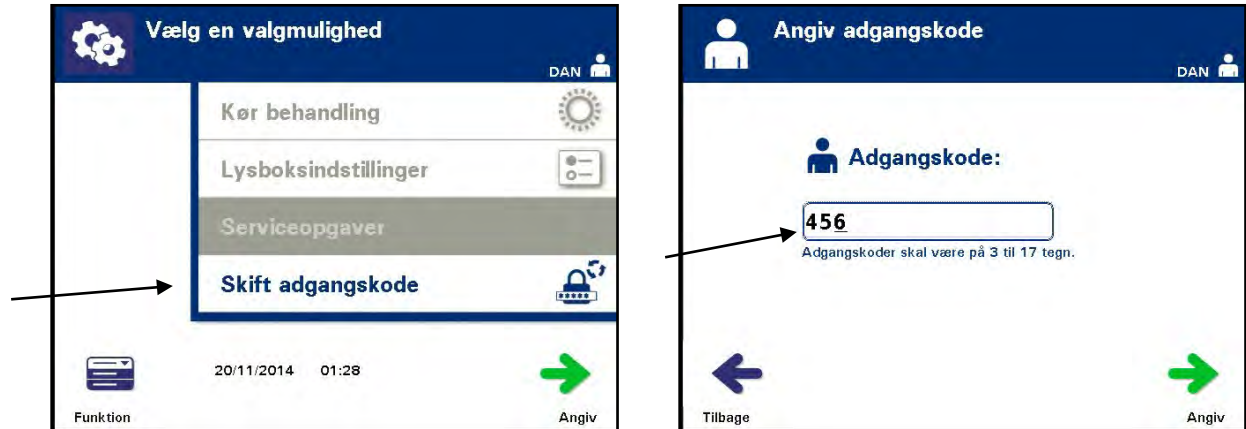 Vælg en valgmulighed
DAN
Kør behandling
Lysboksindstillinger
Serviceopgaver
Skift adgangskode
20/11/2014 01:28
Funktion
Angiv
Angiv adgangskode
DAN
Adgangskode:
456
Adgangskoder skal være på 3 til 17 tegn.
Tilbage
Angiv